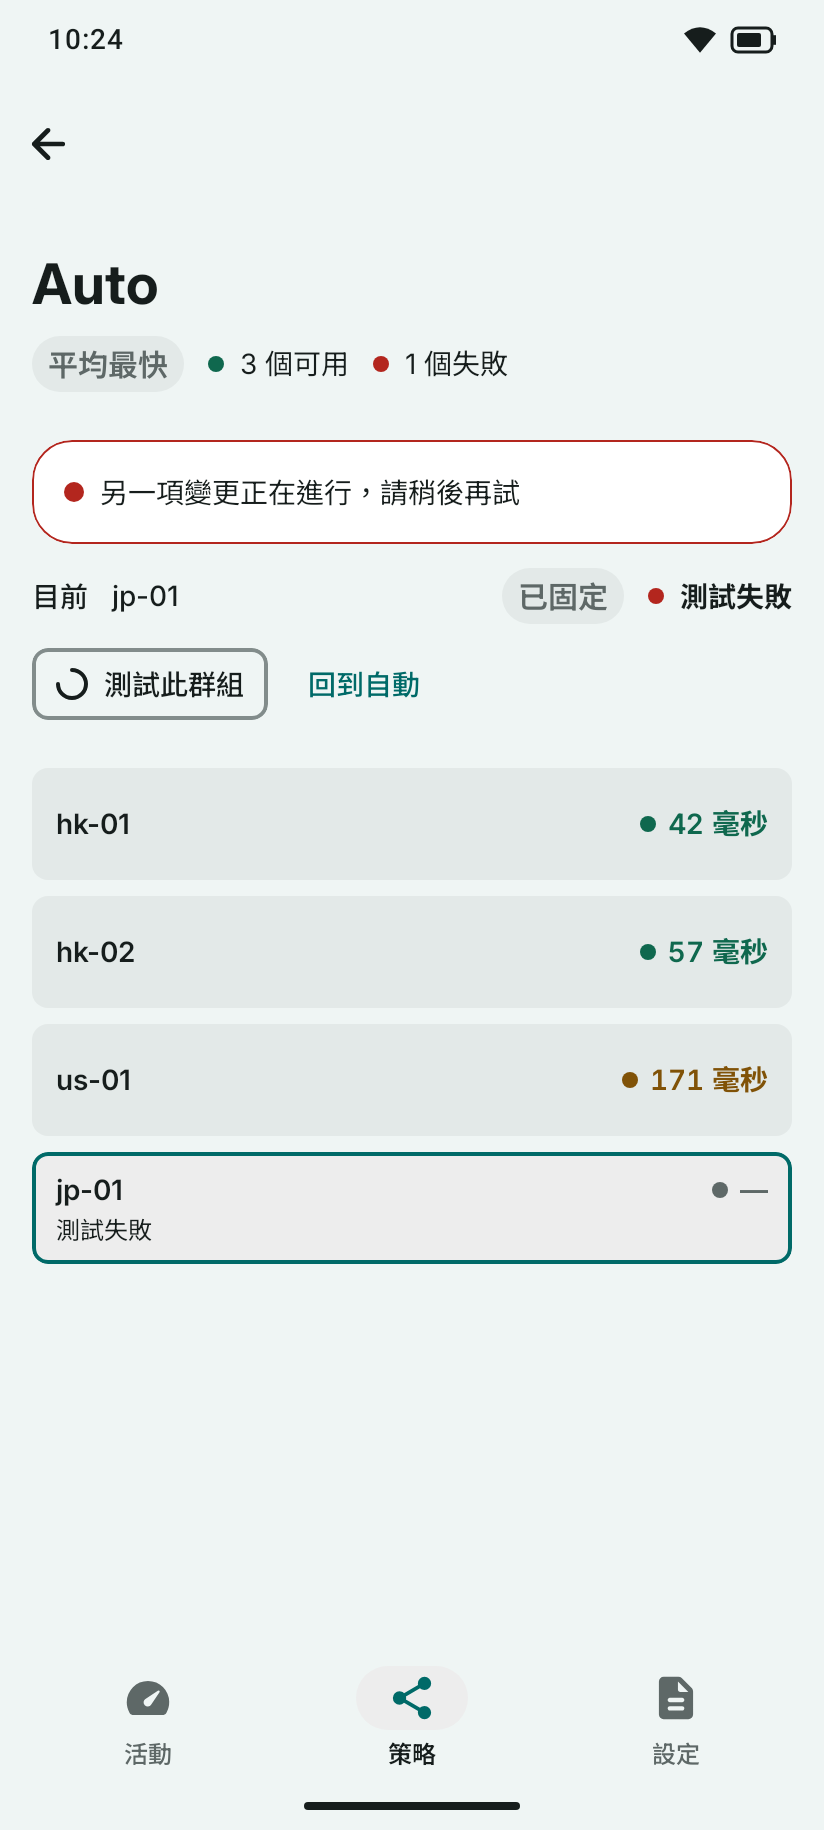 10:24
Auto
平均最快 3 個可用 1 個失敗
另一項變更正在進行，請稍後再試
目前 jp-01 已固定 測試失敗
測試此群組 回到自動
hk-01 42 毫秒
hk-02 57 毫秒
us-01 171 毫秒
jp-01 —
測試失敗
活動 策略 設定